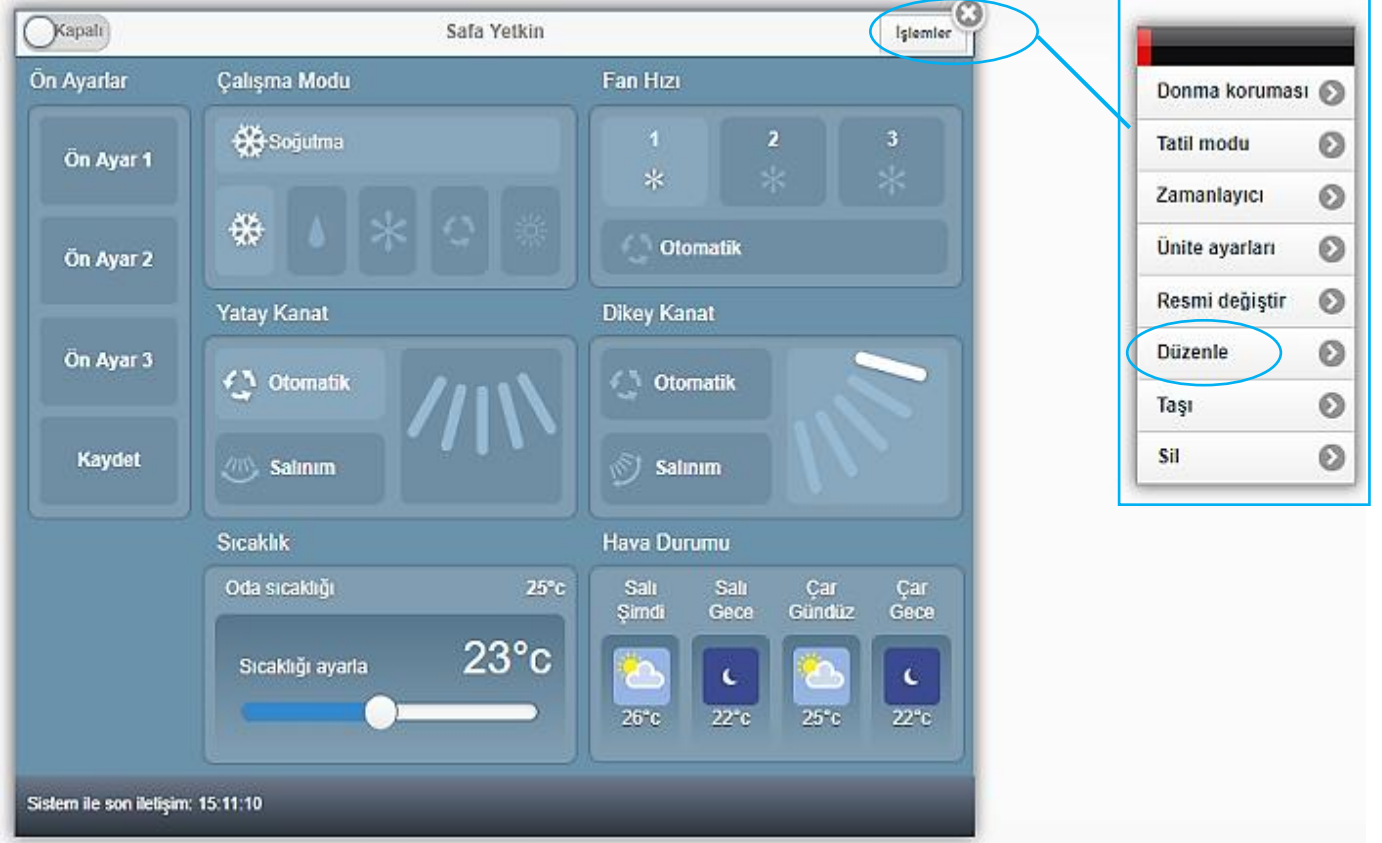 Kapalı
Safa Yetkin
İşlemler
Ön Ayarlar
Ön Ayar 1
Ön Ayar 2
Ön Ayar 3
Kaydet
Çalışma Modu
Soğutma
Fan Hızı
1 2 3
Otomatik
Yatay Kanat
Otomatik
Salınım
Dikey Kanat
Otomatik
Salınım
Sıcaklık
Oda sıcaklığı 25°c
Sıcaklığı ayarla 23°c
Hava Durumu
Salı Salı Çar Çar
Şimdi Gece Gündüz Gece
26°c 22°c 25°c 22°c
Sistem ile son iletişim: 15:11:10
Donma koruması
Tatil modu
Zamanlayıcı
Ünite ayarları
Resmi değiştir
Düzenle
Taşı
Sil